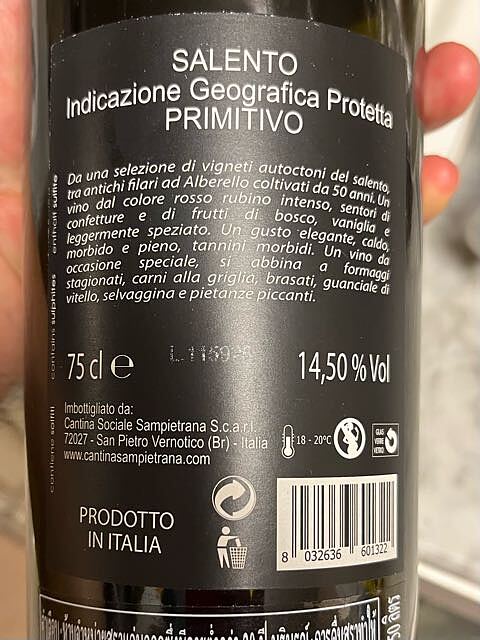 SALENTO
Indicazione Geografica Protetta
PRIMITIVO
Da una selezione di vigneti autoctoni del salento,
tra antichi filari ad Alberello coltivati da 50 anni. Un
vino dal colore rosso rubino intenso, sentori di
confetture e di frutti di bosco, vaniglia e
leggermente speziato. Un gusto elegante, caldo,
morbido e pieno, tannini morbidi. Un vino da
occasione speciale, si abbina a formaggi
stagionati, carni alla griglia, brasati, guanciale di
vitello, selvaggina e pietanze piccanti.
contiene solfiti contains sulphites enthält sulfite
75 cl e
14,50 % Vol
Imbottigliato da:
Cantina Sociale Sampietrana S.c.a.r.l.
72027 - San Pietro Vernotico (Br) - Italia
www.cantinasampietrana.com
18 - 20°C
GLAS
VERRE
VETRO
PRODOTTO
IN ITALIA
8 032636 601322